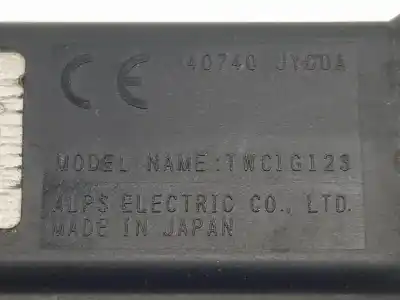 CE 40740 JY00A
MODEL NAME:TWC1G123
ALPS ELECTRIC CO., LTD.
MADE IN JAPAN